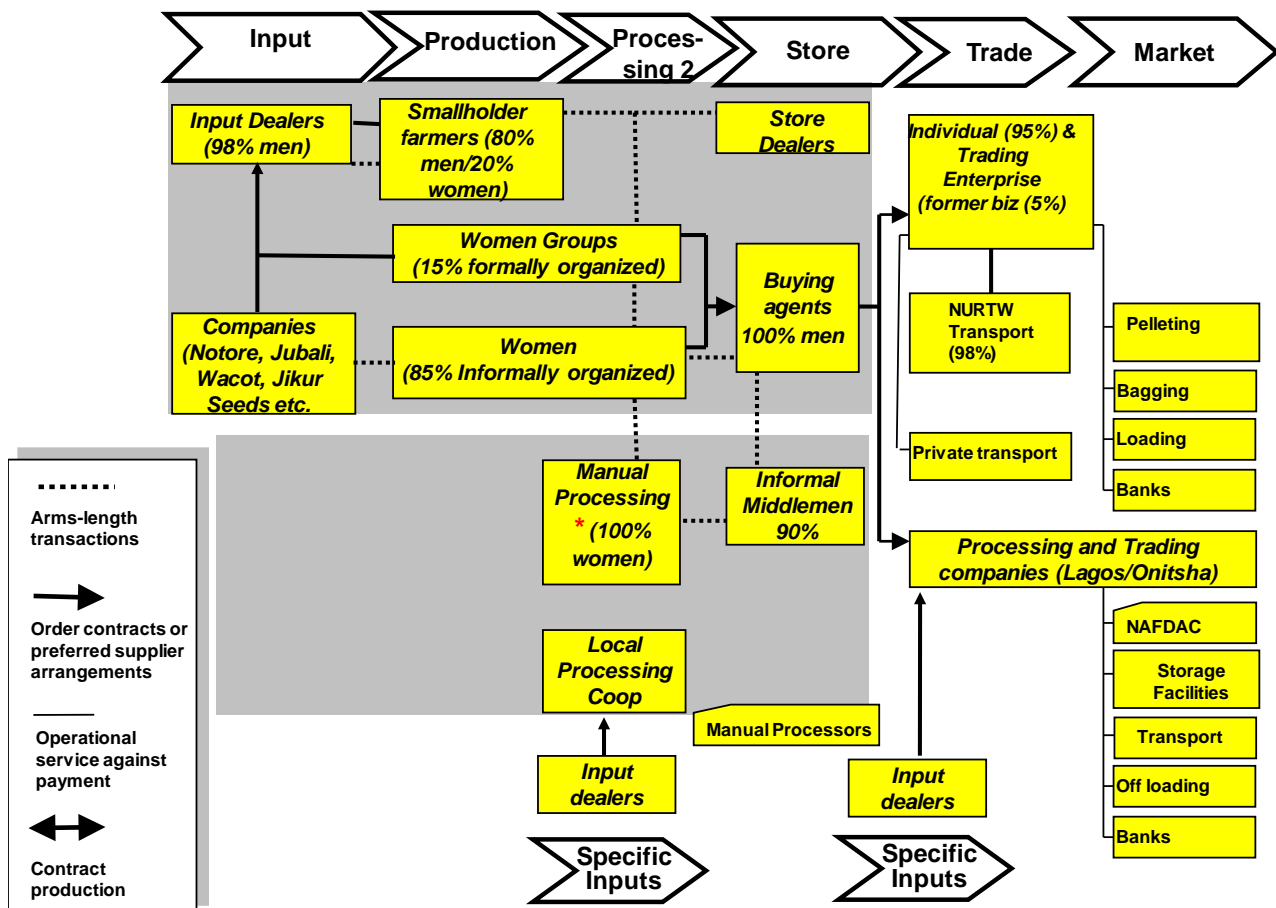 Input
Production
Proces-
sing 2
Store
Trade
Market
Input Dealers
(98% men)
Smallholder
farmers (80%
men/20%
women)
Store
Dealers
Individual (95%) &
Trading
Enterprise
(former biz (5%)
Women Groups
(15% formally organized)
Buying
agents
100% men
Companies
(Notore, Jubali,
Wacot, Jikur
Seeds etc.
Women
(85% Informally organized)
NURTW
Transport
(98%)
Private transport
Pelleting
Bagging
Loading
Banks
Manual
Processing
* (100%
women)
Informal
Middlemen
90%
Processing and Trading
companies (Lagos/Onitsha)
Local
Processing
Coop
Manual Processors
Input
dealers
Input
dealers
NAFDAC
Storage
Facilities
Transport
Off loading
Banks
Specific
Inputs
Specific
Inputs
Arms-length
transactions
Order contracts or
preferred supplier
arrangements
Operational
service against
payment
Contract
production